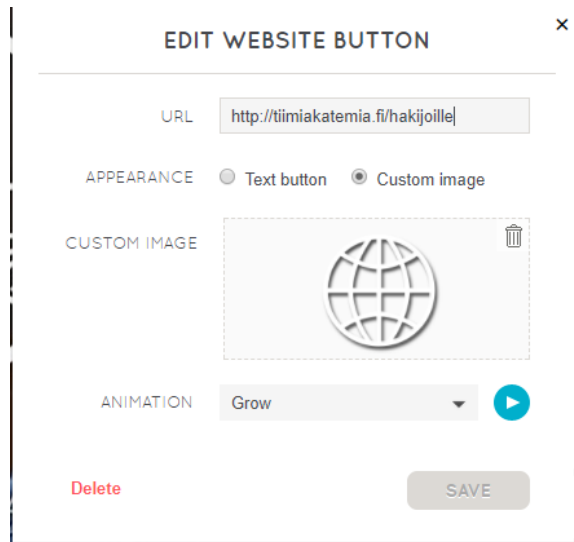 EDIT WEBSITE BUTTON
URL http://tiimiakatemia.fi/hakijoille
APPEARANCE Text button Custom image
CUSTOM IMAGE
ANIMATION Grow
Delete SAVE